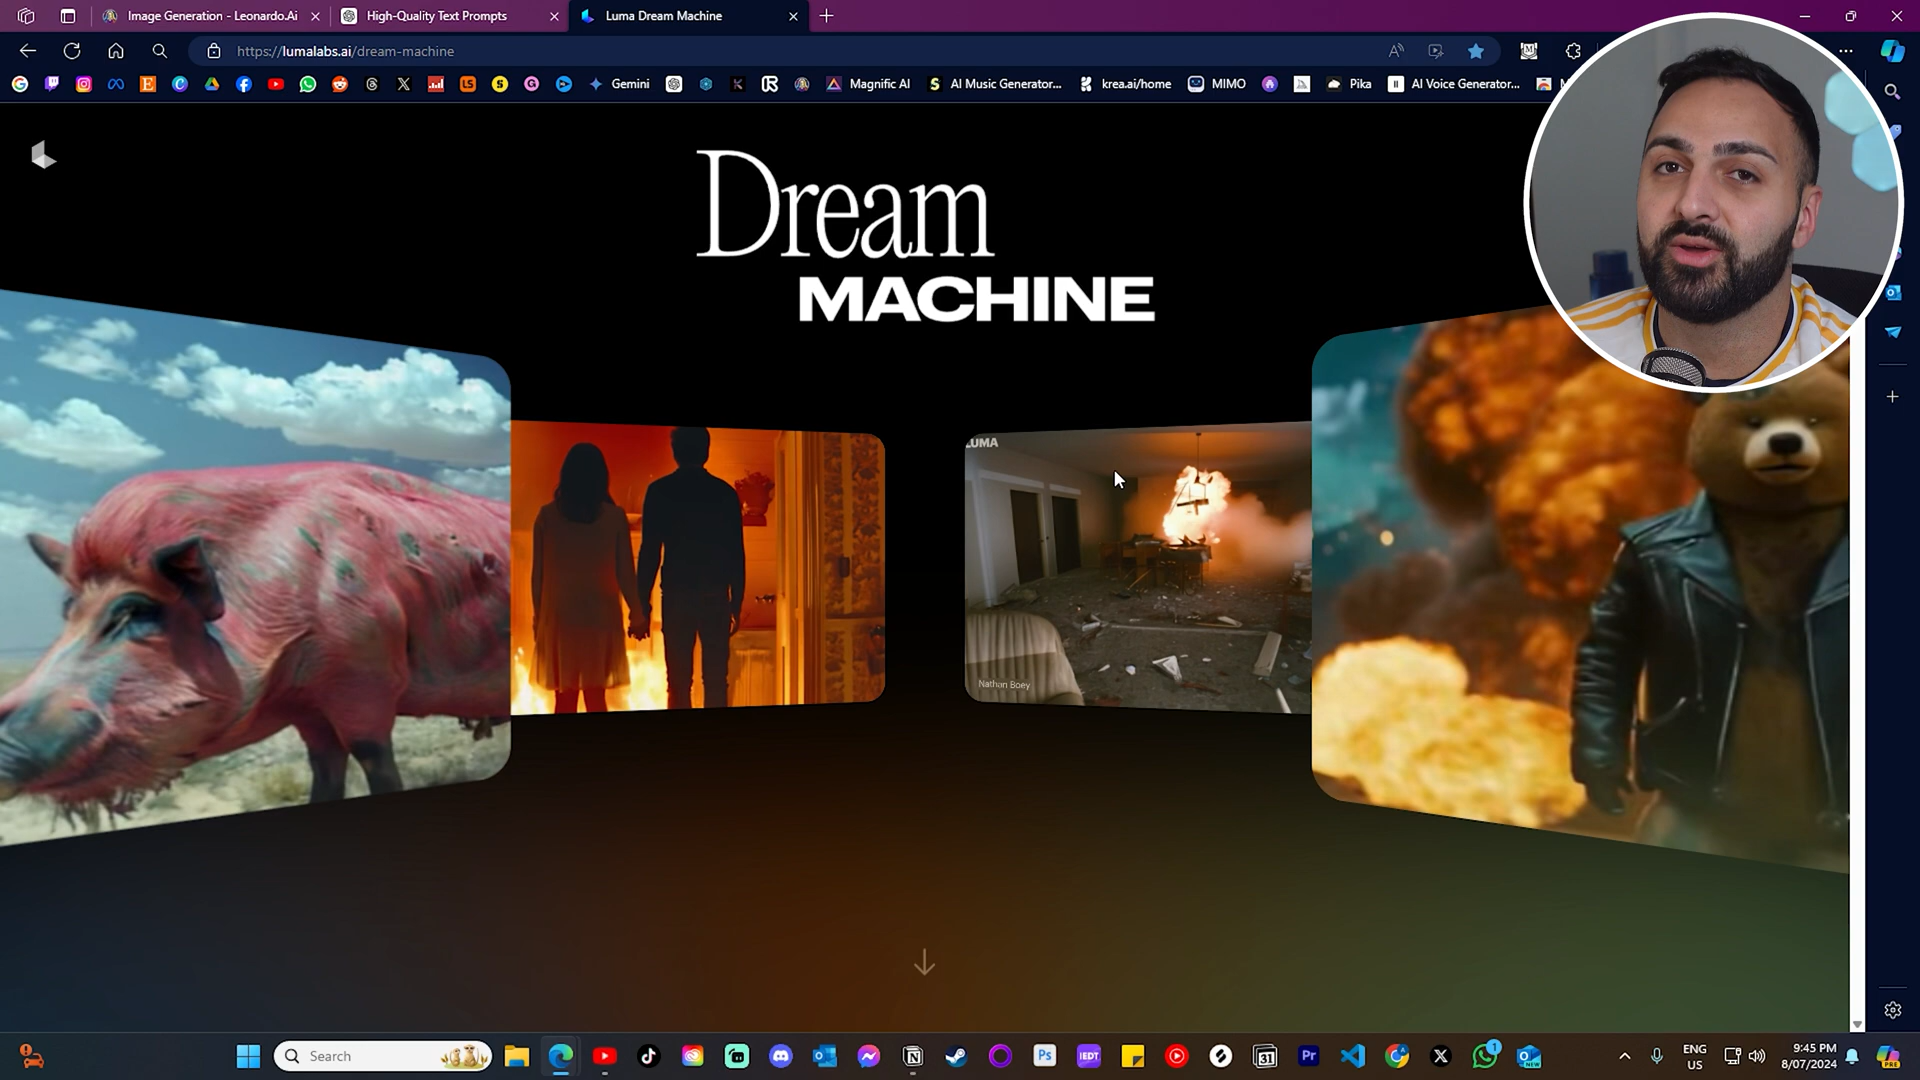 Image Generation - Leonardo.Ai
High-Quality Text Prompts
Luma Dream Machine
https://lumalabs.ai/dream-machine
Gemini
Magnific AI
AI Music Generator...
krea.ai/home
MIMO
Pika
AI Voice Generator...
Dream
MACHINE
LUMA
Nathan Boey
Search
ENG
US
9:45 PM
8/07/2024